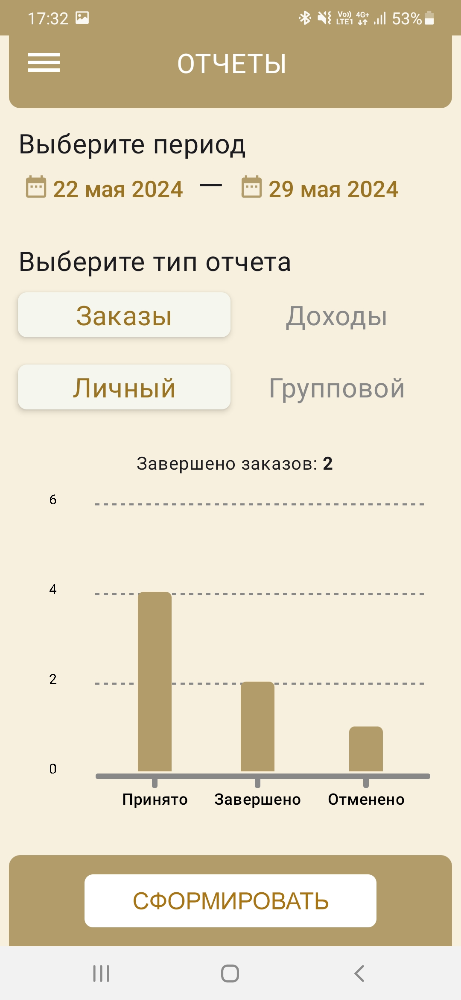 17:32 Vo)) LTE1 4G+ 53%
ОТЧЕТЫ
Выберите период
22 мая 2024 — 29 мая 2024
Выберите тип отчета
Заказы Доходы
Личный Групповой
Завершено заказов: 2
6
4
2
0
Принято Завершено Отменено
СФОРМИРОВАТЬ